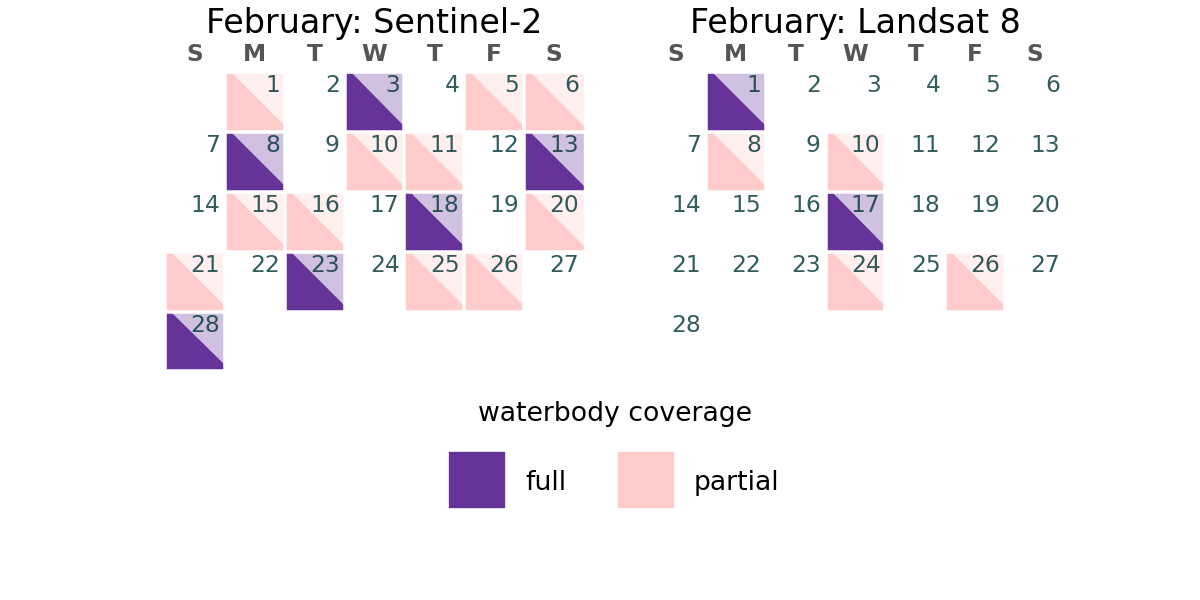 February: Sentinel-2
S M T W T F S
1 2 3 4 5 6
7 8 9 10 11 12 13
14 15 16 17 18 19 20
21 22 23 24 25 26 27
28
February: Landsat 8
S M T W T F S
1 2 3 4 5 6
7 8 9 10 11 12 13
14 15 16 17 18 19 20
21 22 23 24 25 26 27
28
waterbody coverage
full partial